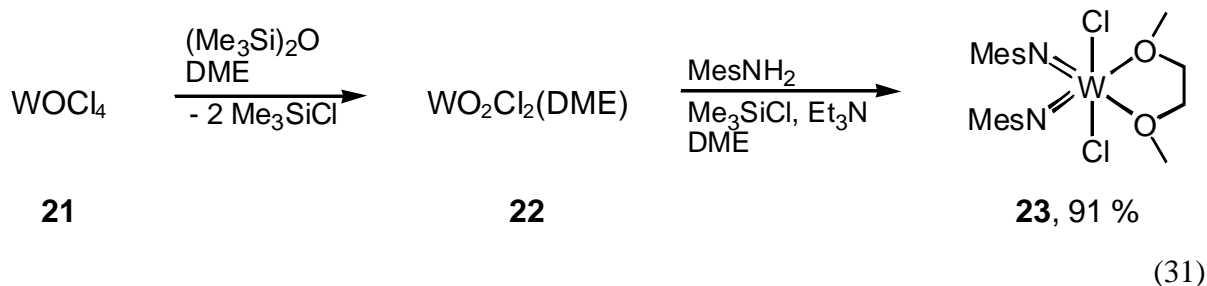 WOCl4
(Me3Si)2O
DME
- 2 Me3SiCl
WO2Cl2(DME)
MesNH2
Me3SiCl, Et3N
DME
Cl
MesN
O
W
MesN
O
Cl
21
22
23, 91 %
(31)